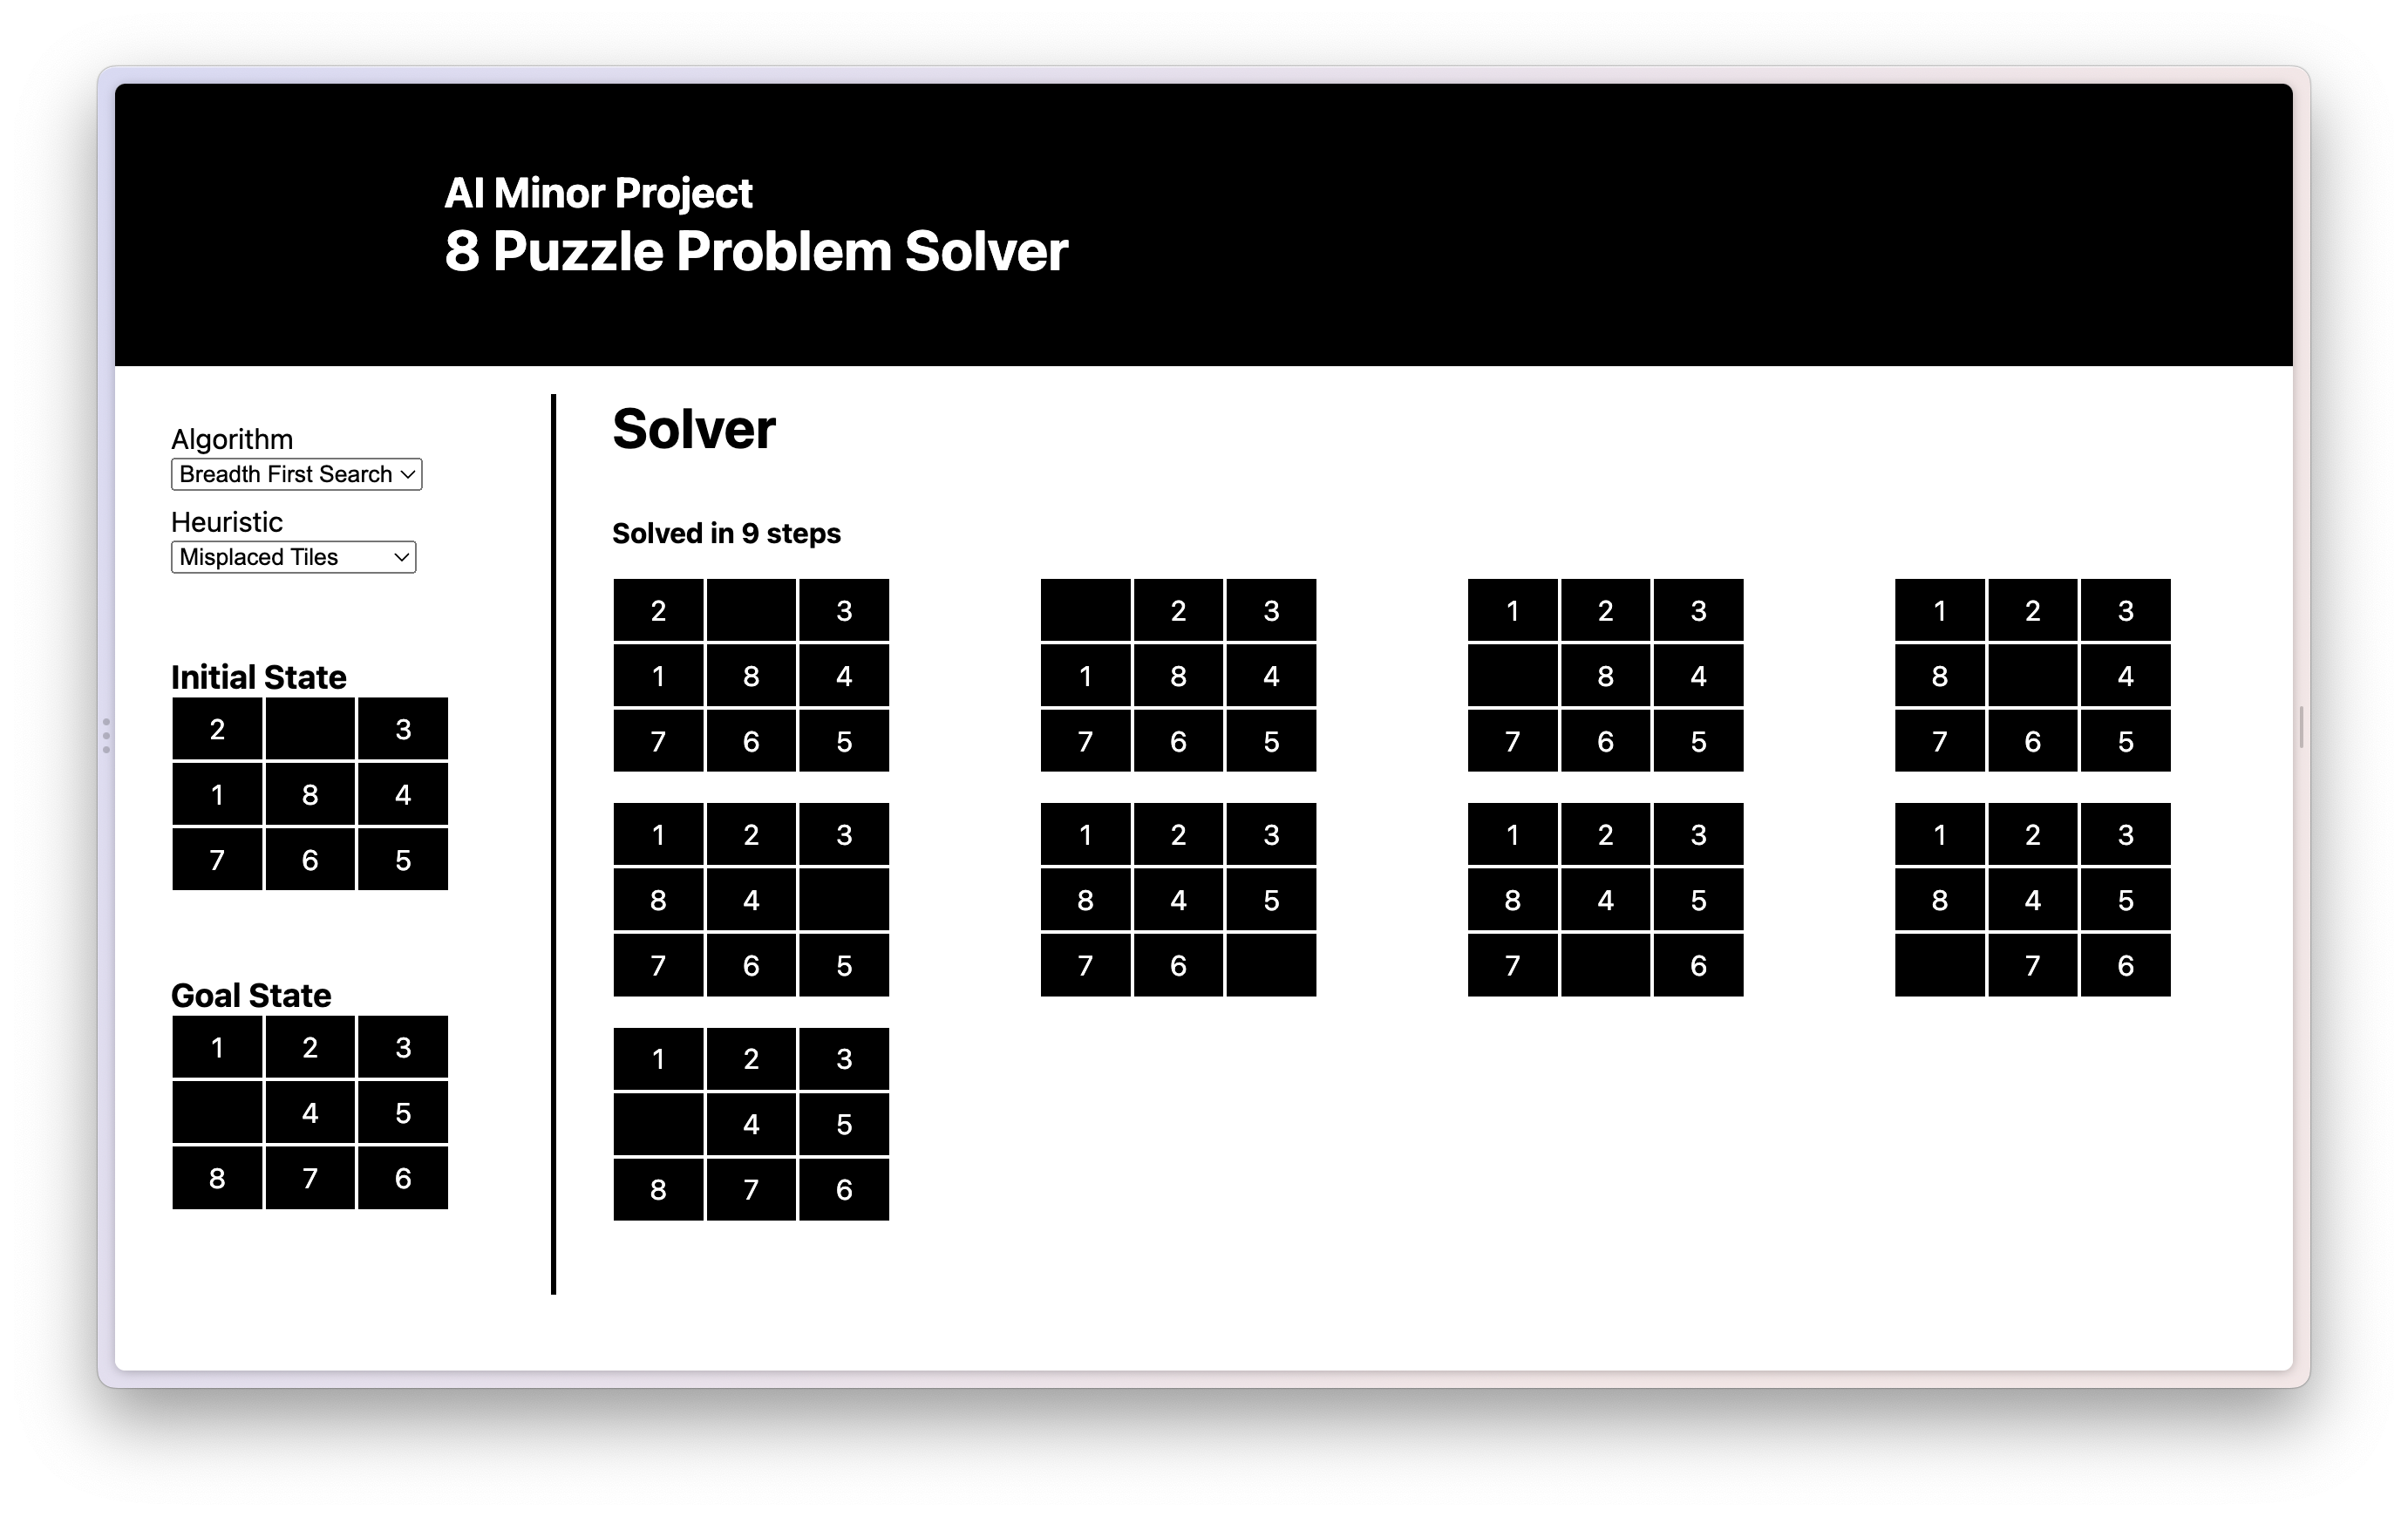 AI Minor Project
8 Puzzle Problem Solver
Algorithm
Breadth First Search
Heuristic
Misplaced Tiles
Initial State
2 3
1 8 4
7 6 5
Goal State
1 2 3
4 5
8 7 6
Solver
Solved in 9 steps
2 3 2 3 1 2 3 1 2 3
1 8 4 1 8 4 8 4 8 4
7 6 5 7 6 5 7 6 5 7 6 5
1 2 3 1 2 3 1 2 3 1 2 3
8 4 8 4 5 8 4 5 8 4 5
7 6 5 7 6 7 6 7 6
1 2 3
4 5
8 7 6